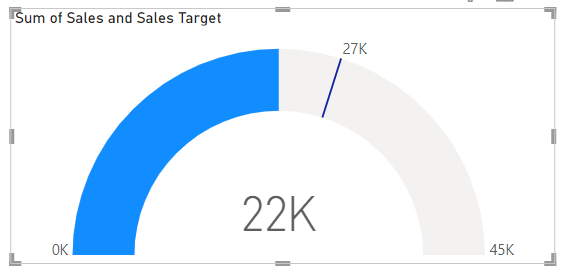 Sum of Sales and Sales Target
27K
22K
0K
45K